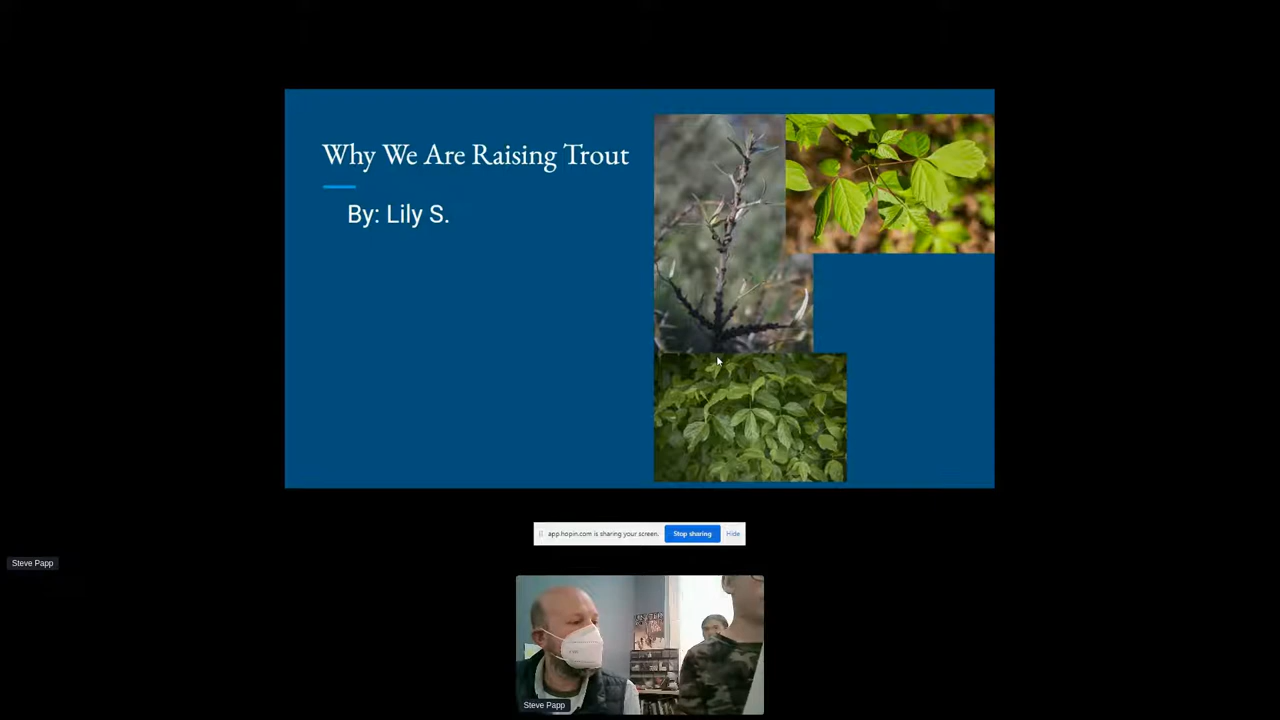 Why We Are Raising Trout
By: Lily S.
app.hopin.com is sharing your screen.
Stop sharing
Hide
Steve Papp
Steve Papp